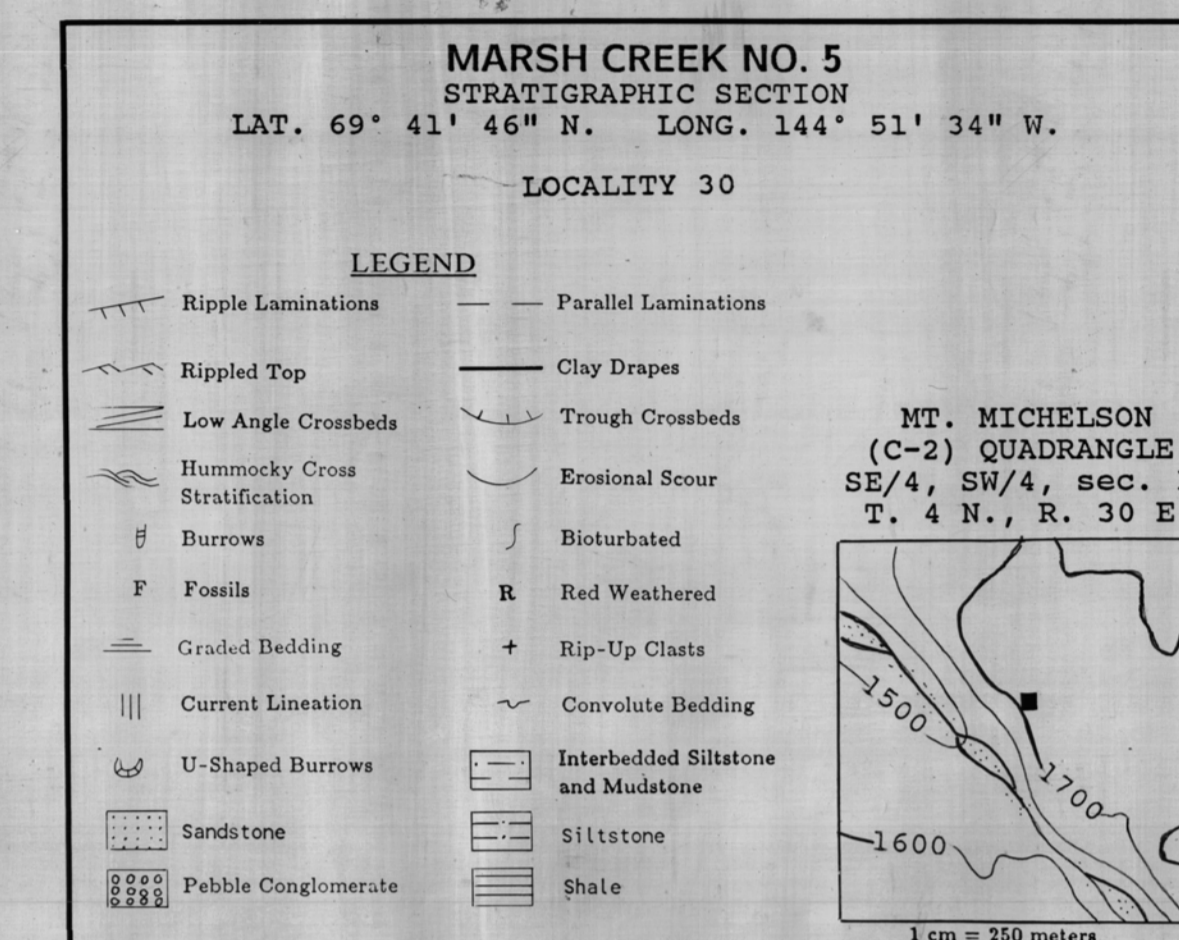 MARSH CREEK NO. 5
STRATIGRAPHIC SECTION
LAT. 69° 41' 46" N. LONG. 144° 51' 34" W.
LOCALITY 30
LEGEND
Ripple Laminations
Parallel Laminations
Rippled Top
Clay Drapes
Low Angle Crossbeds
Trough Crossbeds
Hummocky Cross
Stratification
Erosional Scour
Burrows
Bioturbated
F Fossils
R Red Weathered
Graded Bedding
+ Rip-Up Clasts
Current Lineation
Convolute Bedding
U-Shaped Burrows
Interbedded Siltstone
and Mudstone
Sandstone
Siltstone
Pebble Conglomerate
Shale
MT. MICHELSON
(C-2) QUADRANGLE
SE/4, SW/4, sec.
T. 4 N., R. 30 E
1500
1700
1600
1 cm = 250 meters